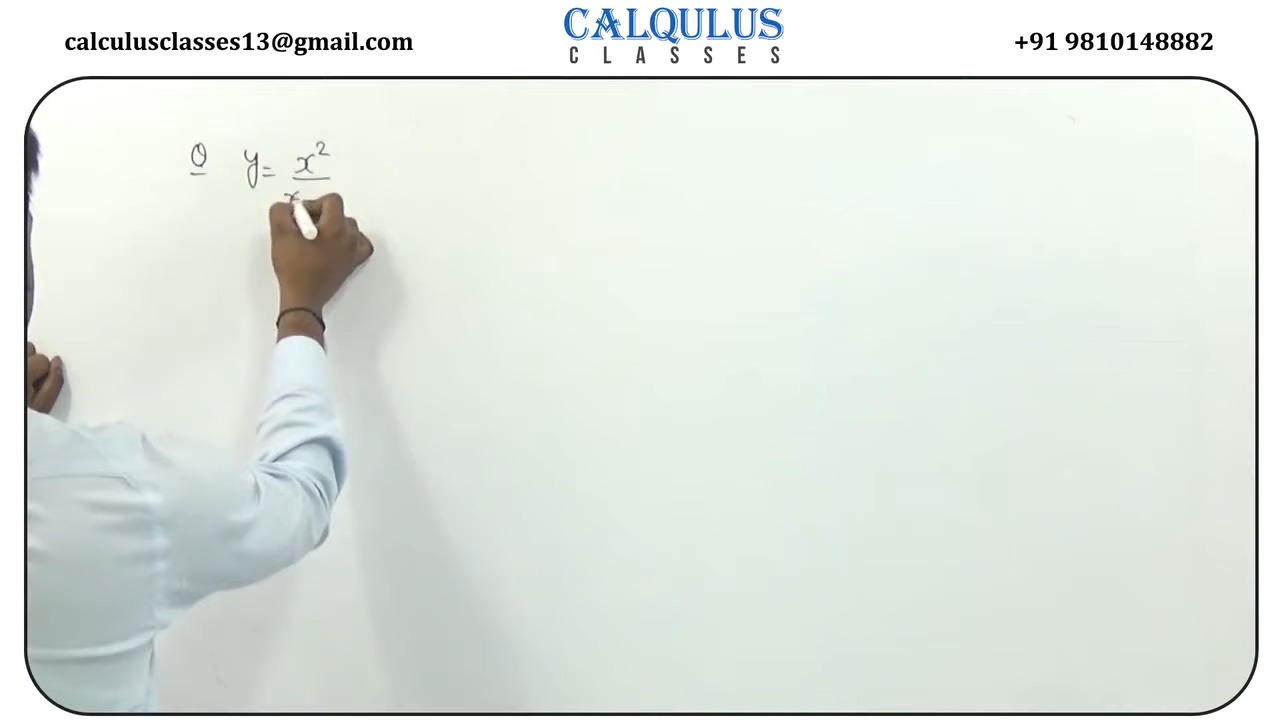 calculusclasses13@gmail.com
CALQULUS
CLASSES
+91 9810148882
Q y = x²
x